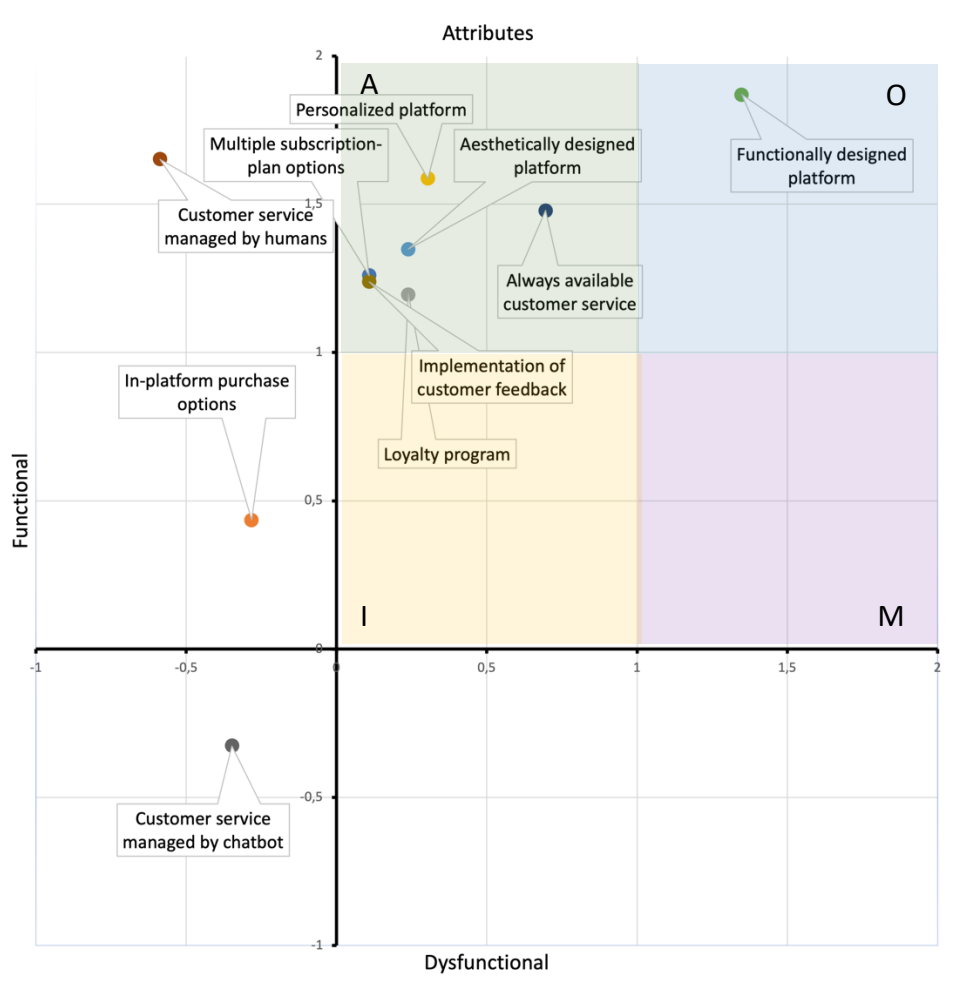 Attributes
2
A
O
Personalized platform
Multiple subscription-
plan options
Aesthetically designed
platform
Functionally designed
platform
1,5
Customer service
managed by humans
Always available
customer service
1
In-platform purchase
options
Implementation of
customer feedback
Loyalty program
Functional
0,5
I
M
0
-1
-0,5
0
0,5
1
1,5
2
-0,5
Customer service
managed by chatbot
-1
Dysfunctional